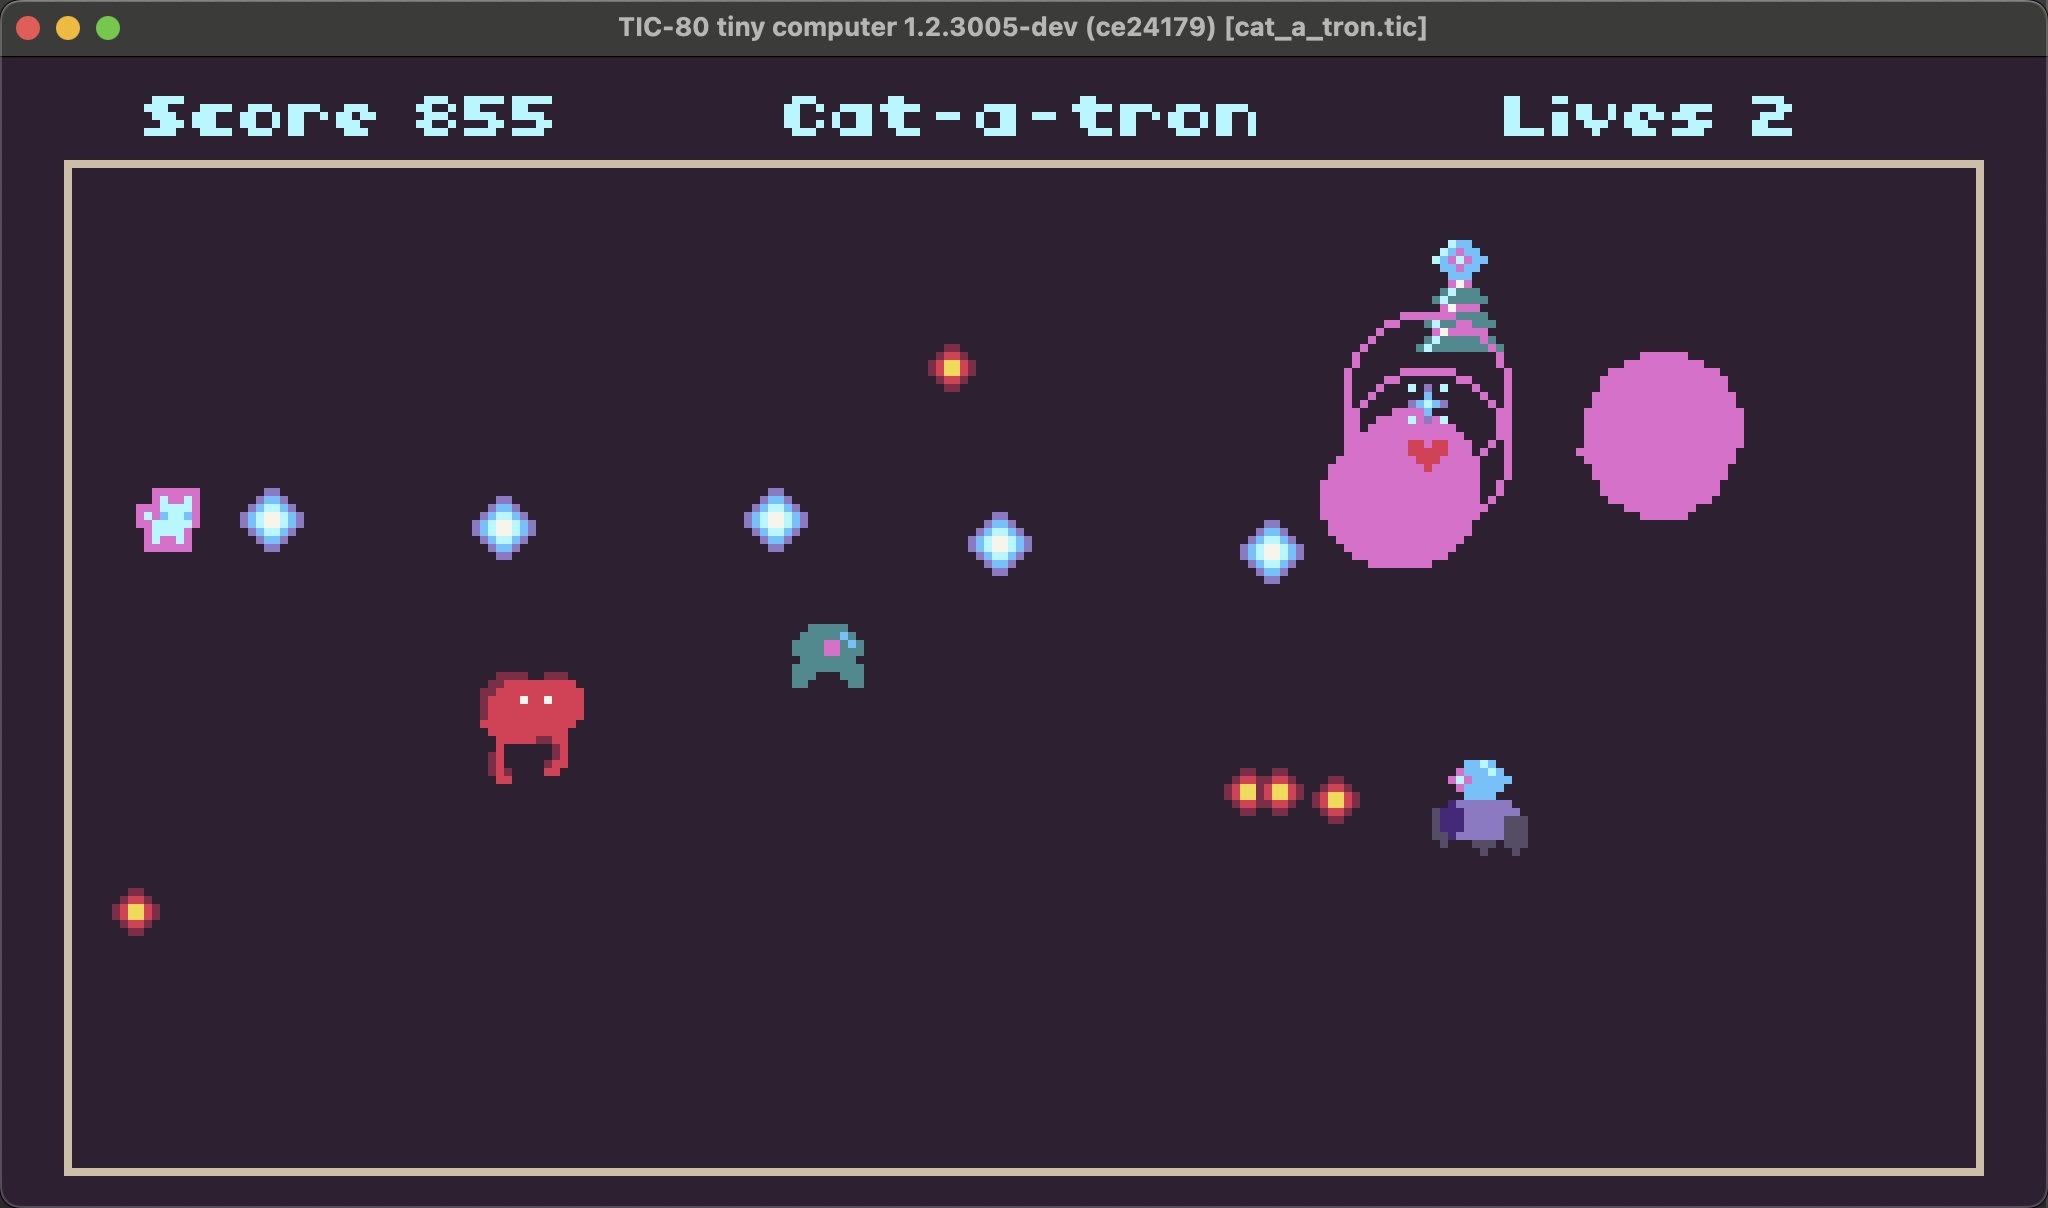 TIC-80 tiny computer 1.2.3005-dev (ce24179) [cat_a_tron.tic]
Score 855 Cat-a-tron Lives 2